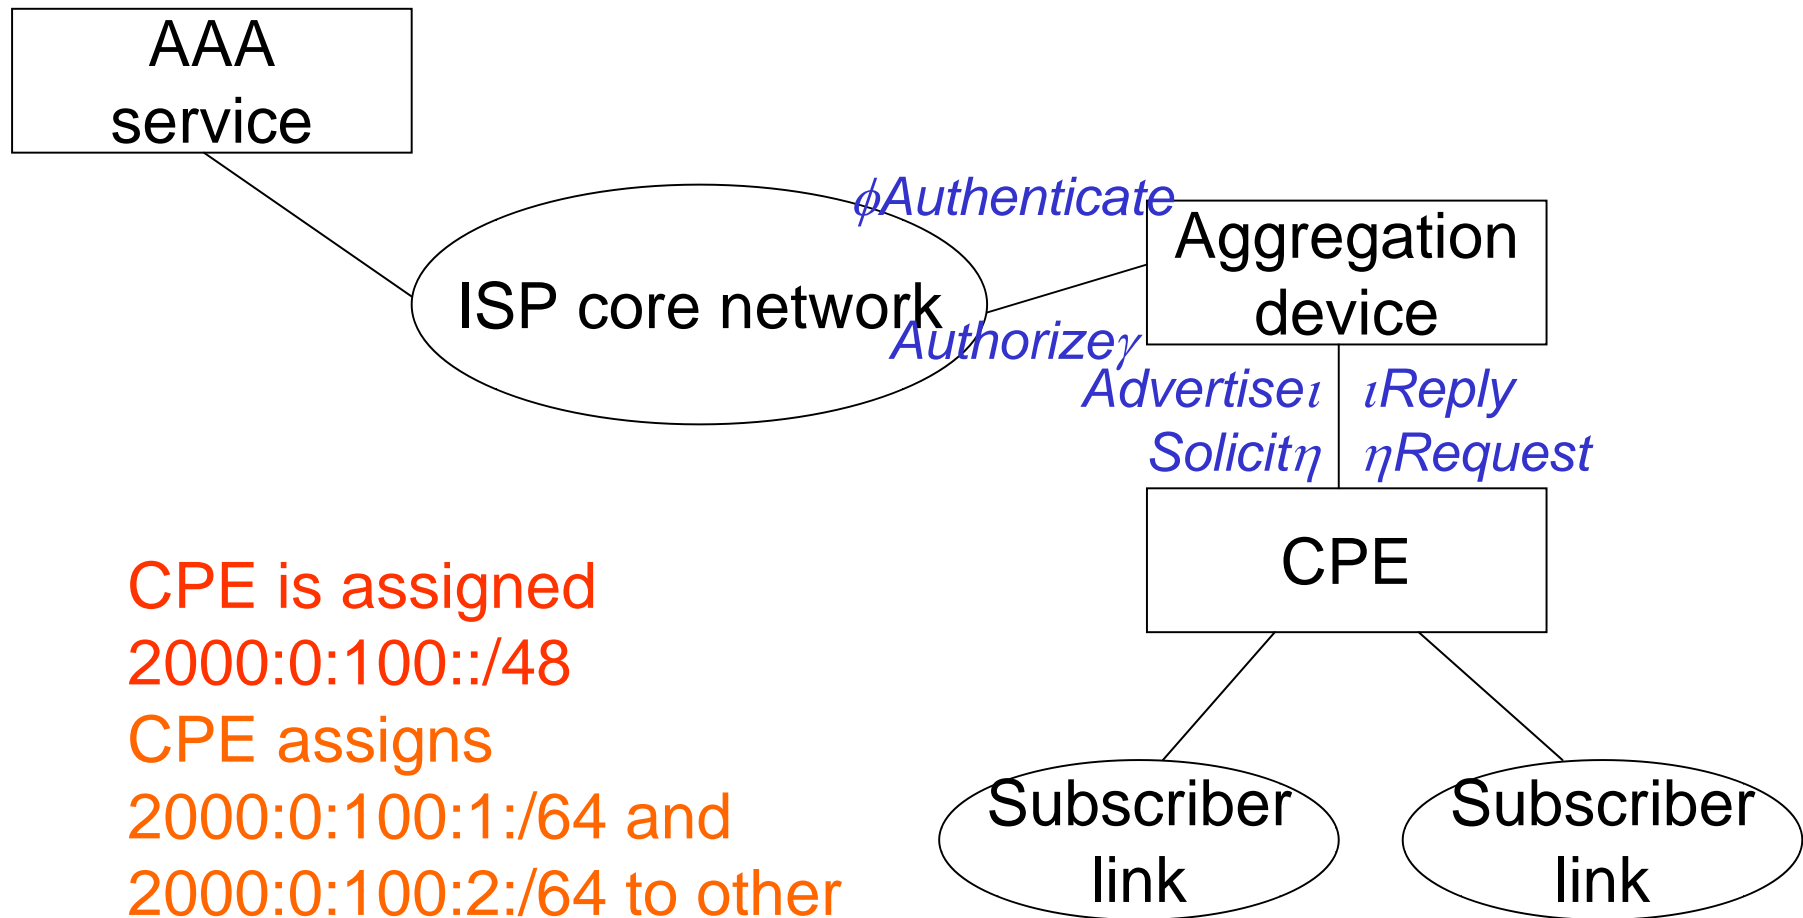 AAA
service
ϕAuthenticate
Aggregation
device
ISP core network
Authorizeγ
Advertiseι ιReply
Solicitη ηRequest
CPE
CPE is assigned
2000:0:100::/48
CPE assigns
2000:0:100:1:/64 and
2000:0:100:2:/64 to other
Subscriber
link
Subscriber
link